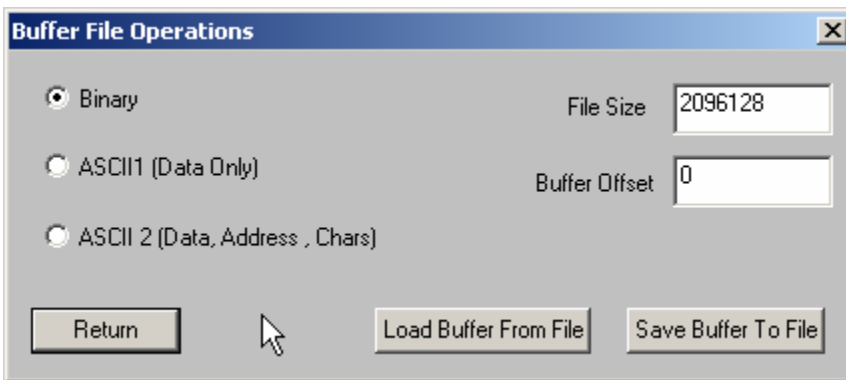 Buffer File Operations
Binary
File Size 2096128
ASCII1 (Data Only)
Buffer Offset 0
ASCII 2 (Data, Address , Chars)
Return Load Buffer From File Save Buffer To File